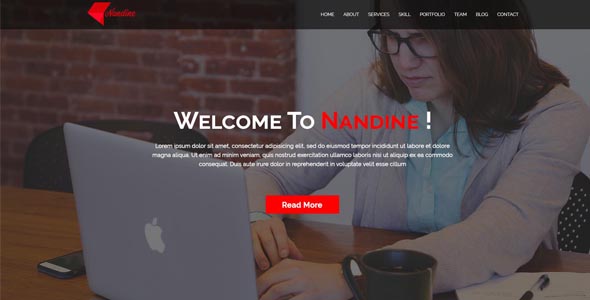 Nandine
HOME ABOUT SERVICES SKILL PORTFOLIO TEAM BLOG CONTACT
WELCOME TO NANDINE !
Lorem ipsum dolor sit amet, consectetur adipisicing elit, sed do eiusmod tempor incididunt ut labore et dolore
magna aliqua. Ut enim ad minim veniam, quis nostrud exercitation ullamco laboris nisi ut aliquip ex ea commodo
consequat. Duis aute irure dolor in reprehenderit in voluptate velit esse cillum
Read More